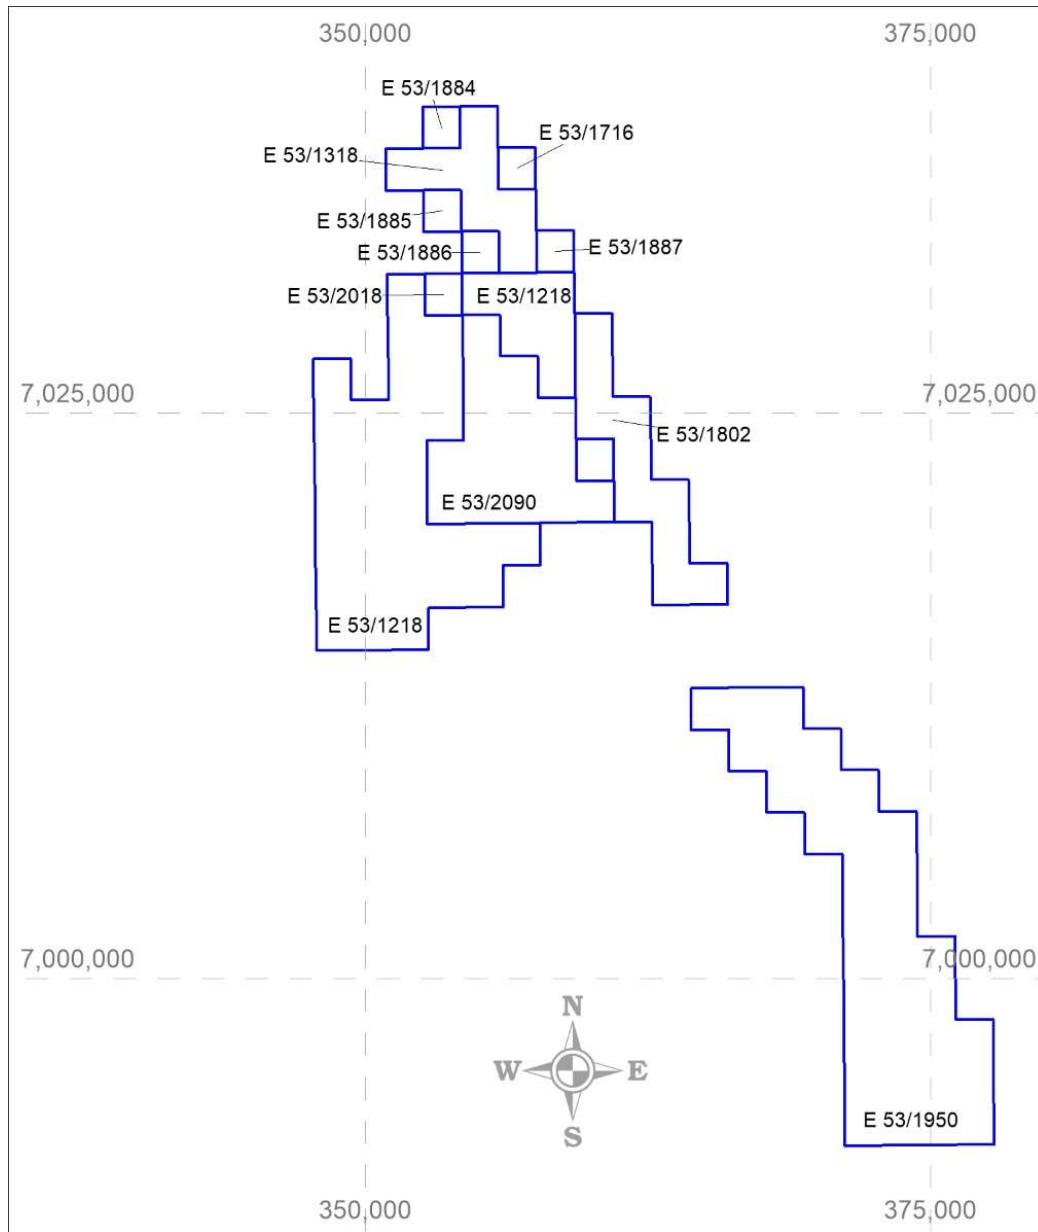 350,000 375,000
E 53/1884
E 53/1716
E 53/1318
E 53/1885
E 53/1886 E 53/1887
E 53/2018 E 53/1218
7,025,000 7,025,000
E 53/1802
E 53/2090
E 53/1218
7,000,000 7,000,000
N
W E
S
E 53/1950
350,000 375,000